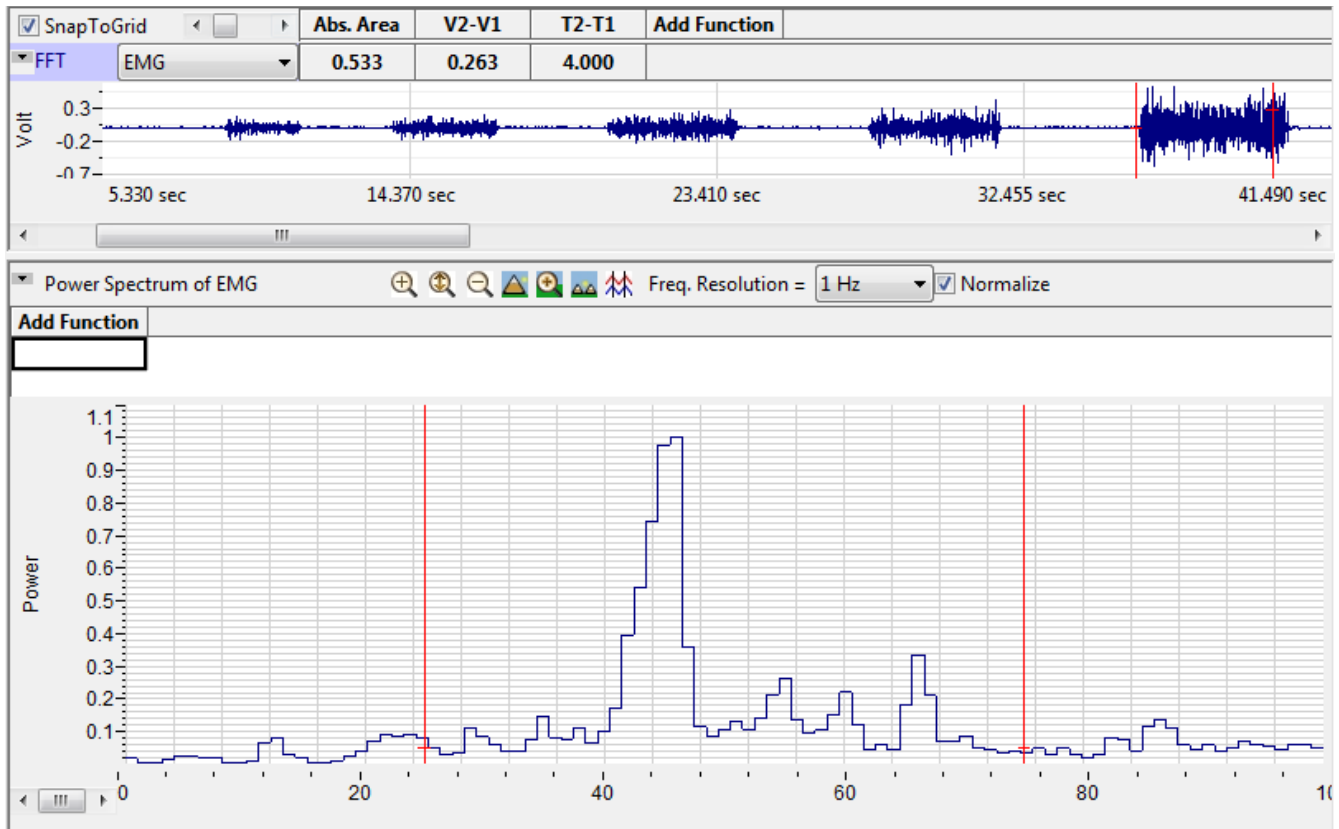 SnapToGrid Abs. Area V2-V1 T2-T1 Add Function
FFT EMG 0.533 0.263 4.000
Volt
0.3
-0.2
-0.7
5.330 sec 14.370 sec 23.410 sec 32.455 sec 41.490 sec
Power Spectrum of EMG Freq. Resolution = 1 Hz Normalize
Add Function
Power
1.1
1
0.9
0.8
0.7
0.6
0.5
0.4
0.3
0.2
0.1
0 20 40 60 80 10